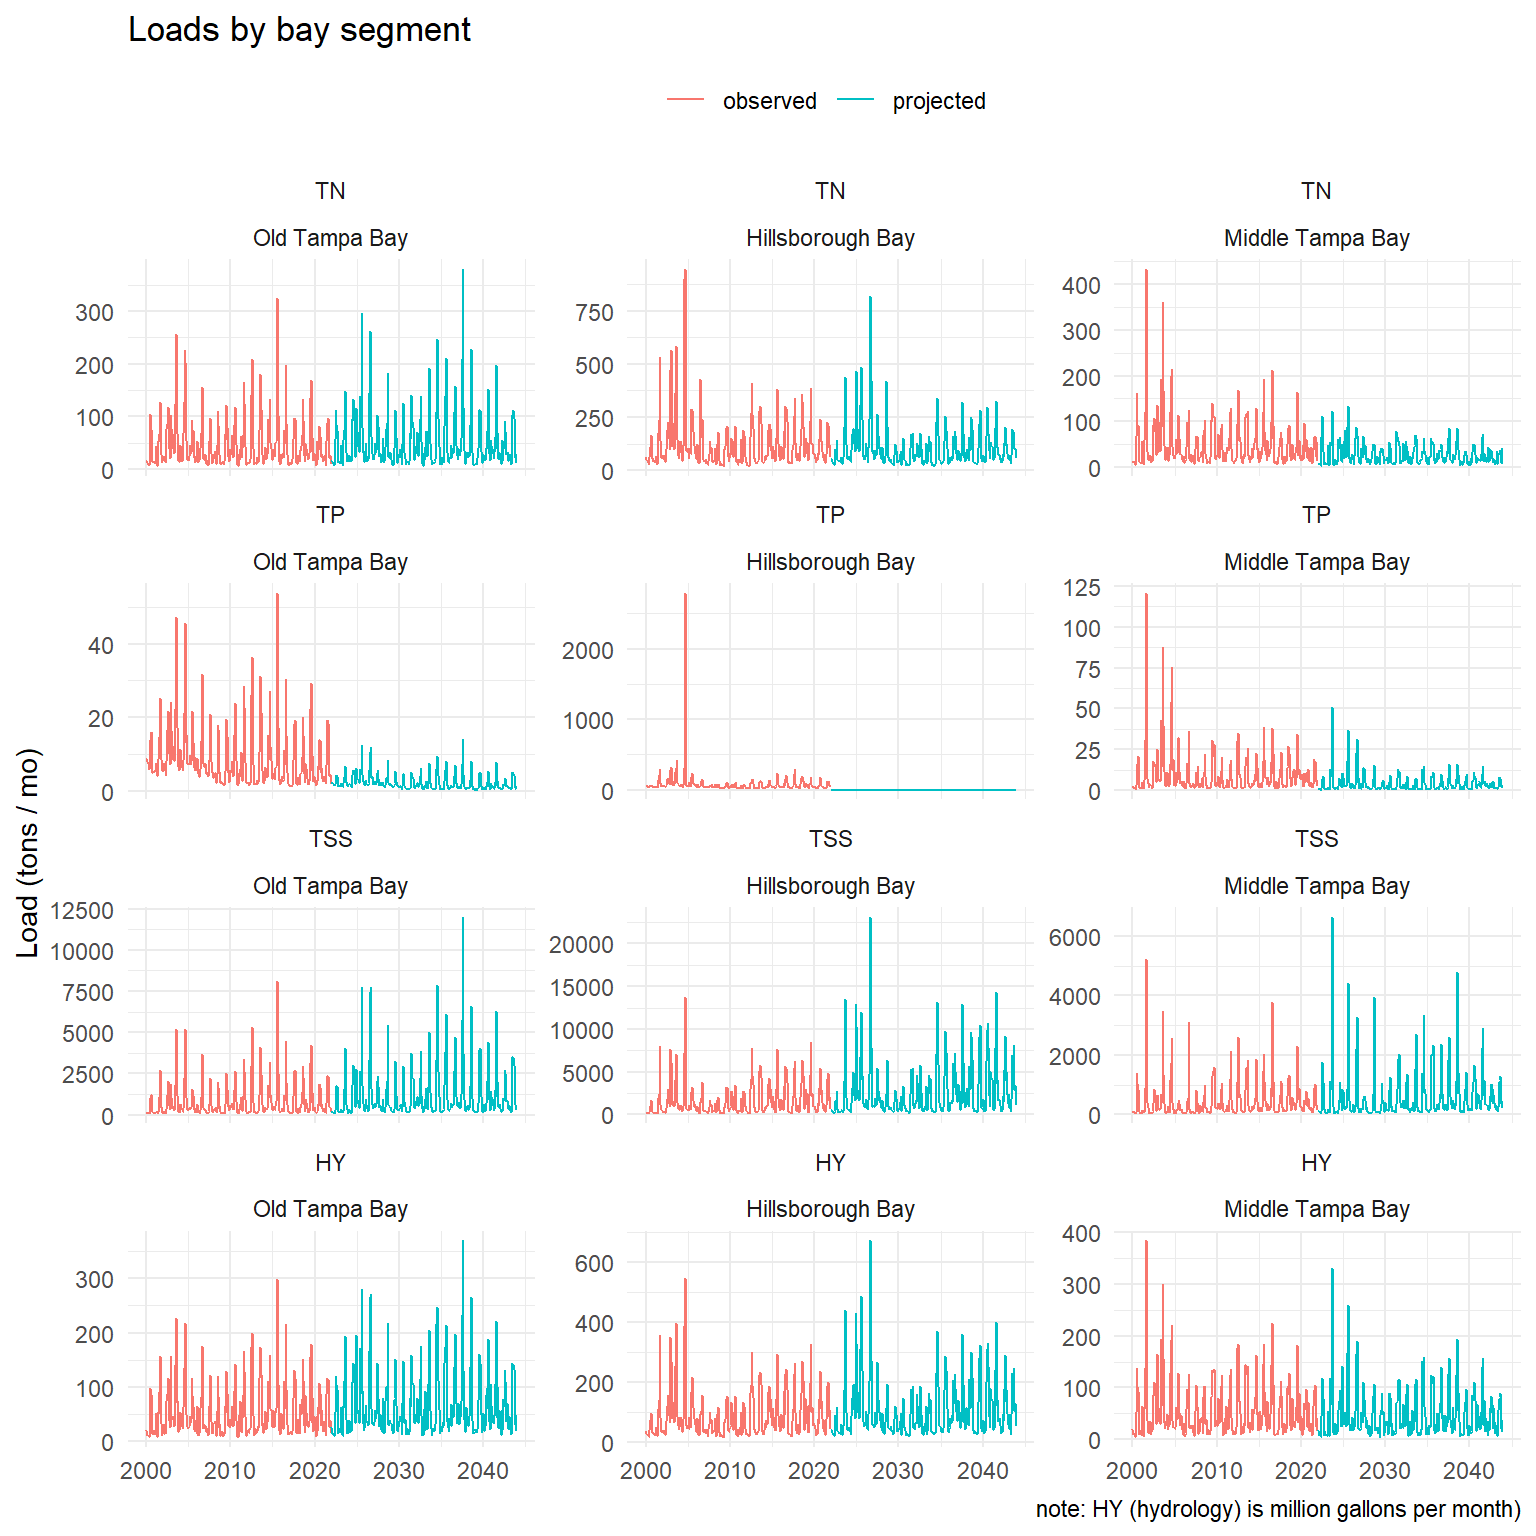 Loads by bay segment
observed projected
TN TN TN
Old Tampa Bay Hillsborough Bay Middle Tampa Bay
300 200 100 0
750 500 250 0
400 300 200 100 0
TP TP TP
Old Tampa Bay Hillsborough Bay Middle Tampa Bay
40 20 0
2000 1000 0
125 100 75 50 25 0
Load (tons / mo)
TSS TSS TSS
Old Tampa Bay Hillsborough Bay Middle Tampa Bay
12500 10000 7500 5000 2500 0
20000 15000 10000 5000 0
6000 4000 2000 0
HY HY HY
Old Tampa Bay Hillsborough Bay Middle Tampa Bay
300 200 100 0
600 400 200 0
400 300 200 100 0
2000 2010 2020 2030 2040 2000 2010 2020 2030 2040 2000 2010 2020 2030 2040
note: HY (hydrology) is million gallons per month)